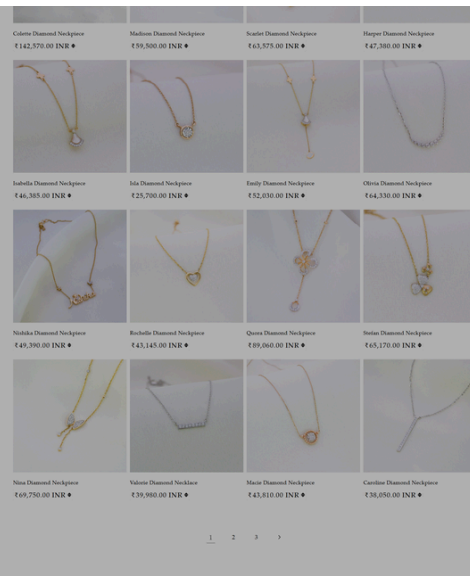 Colette Diamond Neckpiece
Madison Diamond Neckpiece
Scarlet Diamond Neckpiece
Harper Diamond Neckpiece
₹142,570.00 INR
₹59,500.00 INR
₹63,575.00 INR
₹47,380.00 INR
Isabella Diamond Neckpiece
Isla Diamond Neckpiece
Emily Diamond Neckpiece
Olivia Diamond Neckpiece
₹46,385.00 INR
₹25,700.00 INR
₹52,030.00 INR
₹64,330.00 INR
Nishika Diamond Neckpiece
Rochelle Diamond Neckpiece
Queea Diamond Neckpiece
Stefan Diamond Neckpiece
₹49,390.00 INR
₹43,145.00 INR
₹89,060.00 INR
₹65,170.00 INR
Nina Diamond Neckpiece
Valerie Diamond Necklace
Macie Diamond Neckpiece
Caroline Diamond Neckpiece
₹69,750.00 INR
₹39,980.00 INR
₹43,810.00 INR
₹38,050.00 INR
1 2 3 ›